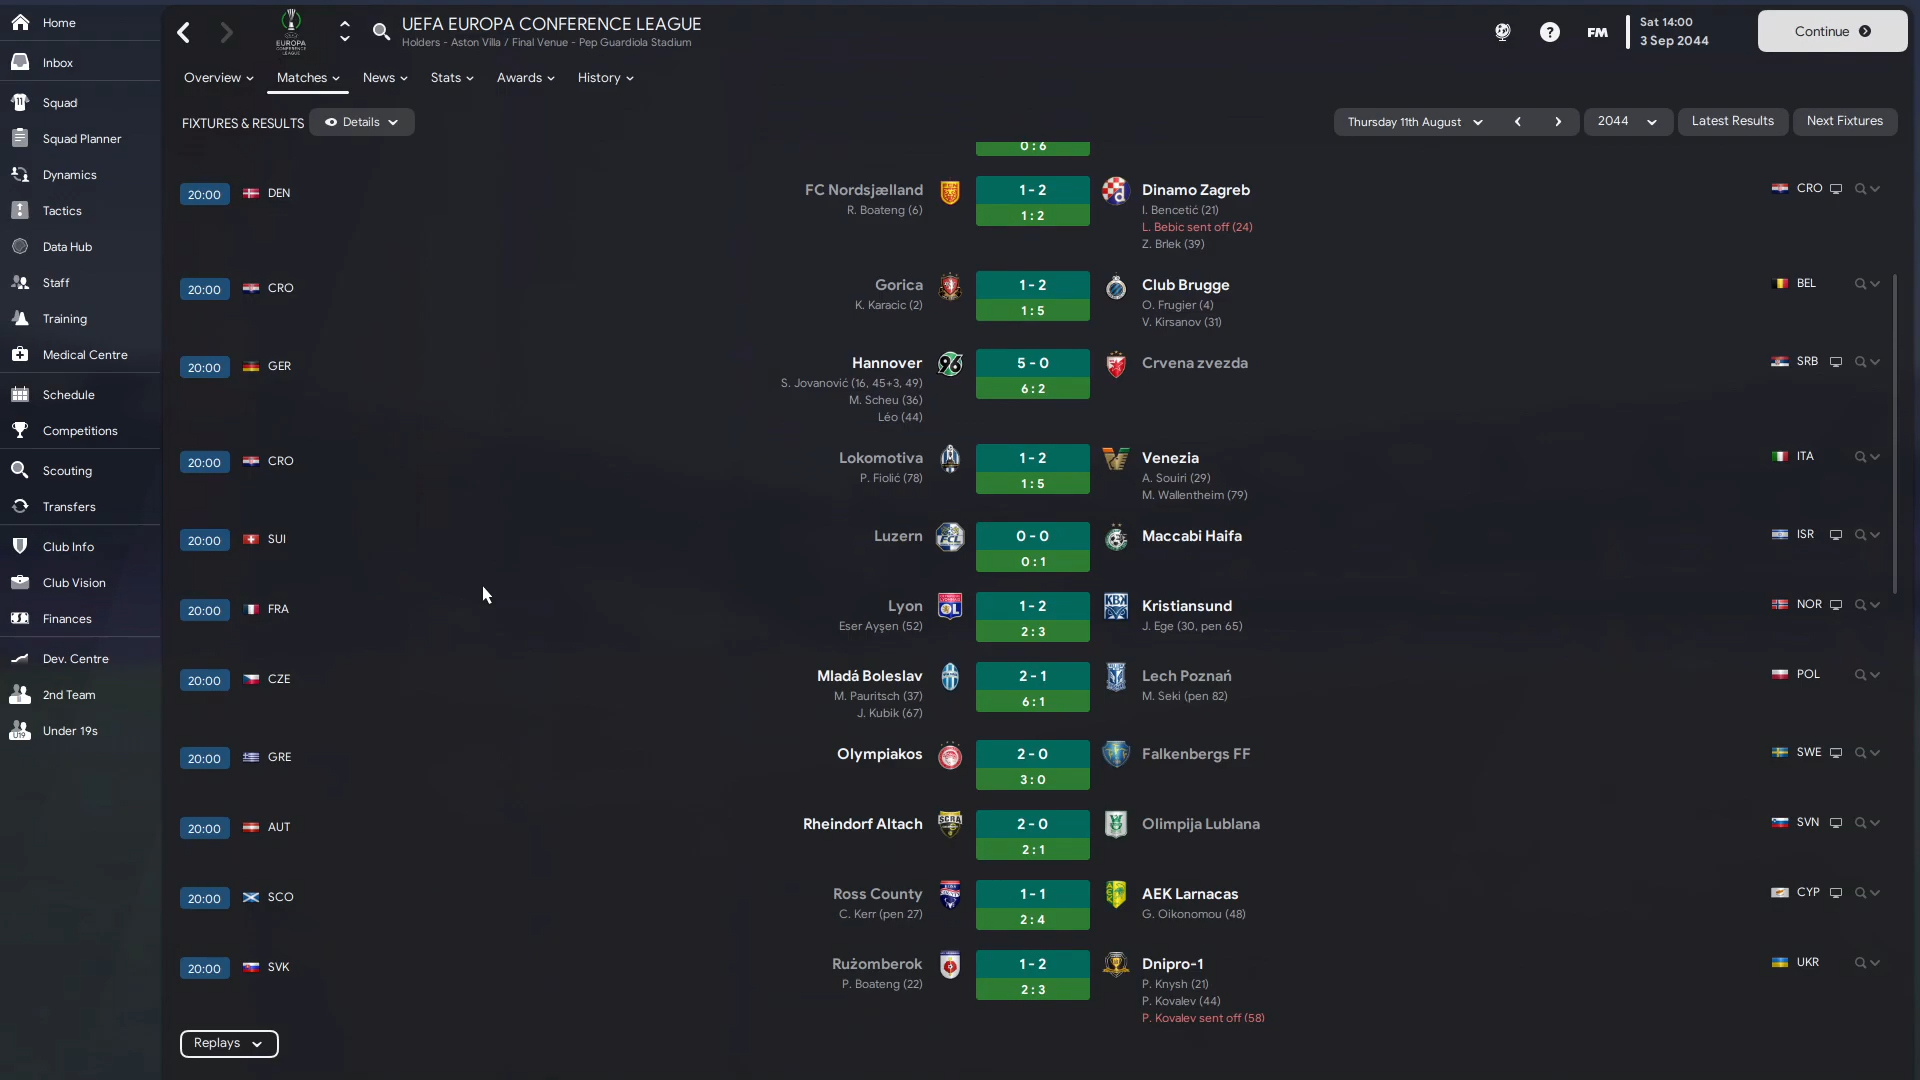 Home
Inbox
Squad
Squad Planner
Dynamics
Tactics
Data Hub
Staff
Training
Medical Centre
Schedule
Competitions
Scouting
Transfers
Club Info
Club Vision
Finances
Dev. Centre
2nd Team
Under 19s
EUROPA
CONFERENCE
LEAGUE
UEFA EUROPA CONFERENCE LEAGUE
Holders - Aston Villa / Final Venue - Pep Guardiola Stadium
FM
Sat 14:00
3 Sep 2044
Continue
Overview Matches News Stats Awards History
FIXTURES & RESULTS Details
Thursday 11th August 2044 Latest Results Next Fixtures
0 : 6
20:00 DEN FC Nordsjælland 1 - 2 Dinamo Zagreb CRO
R. Boateng (6) 1 : 2 I. Bencetić (21)
L. Bebic sent off (24)
Z. Brlek (39)
20:00 CRO Gorica 1 - 2 Club Brugge BEL
K. Karacic (2) 1 : 5 O. Frugier (4)
V. Kirsanov (31)
20:00 GER Hannover 5 - 0 Crvena zvezda SRB
S. Jovanović (16, 45+3, 49) 6 : 2
M. Scheu (36)
Léo (44)
20:00 CRO Lokomotiva 1 - 2 Venezia ITA
P. Fiolić (78) 1 : 5 A. Souiri (29)
M. Wallentheim (79)
20:00 SUI Luzern 0 - 0 Maccabi Haifa ISR
0 : 1
20:00 FRA Lyon 1 - 2 Kristiansund NOR
Eser Ayşen (52) 2 : 3 J. Ege (30, pen 65)
20:00 CZE Mladá Boleslav 2 - 1 Lech Poznań POL
M. Pauritsch (37) 6 : 1 M. Seki (pen 82)
J. Kubik (67)
20:00 GRE Olympiakos 2 - 0 Falkenbergs FF SWE
3 : 0
20:00 AUT Rheindorf Altach 2 - 0 Olimpija Lublana SVN
2 : 1
20:00 SCO Ross County 1 - 1 AEK Larnacas CYP
C. Kerr (pen 27) 2 : 4 G. Oikonomou (48)
20:00 SVK Rużomberok 1 - 2 Dnipro-1 UKR
P. Boateng (22) 2 : 3 P. Knysh (21)
P. Kovalev (44)
P. Kovalev sent off (58)
Replays